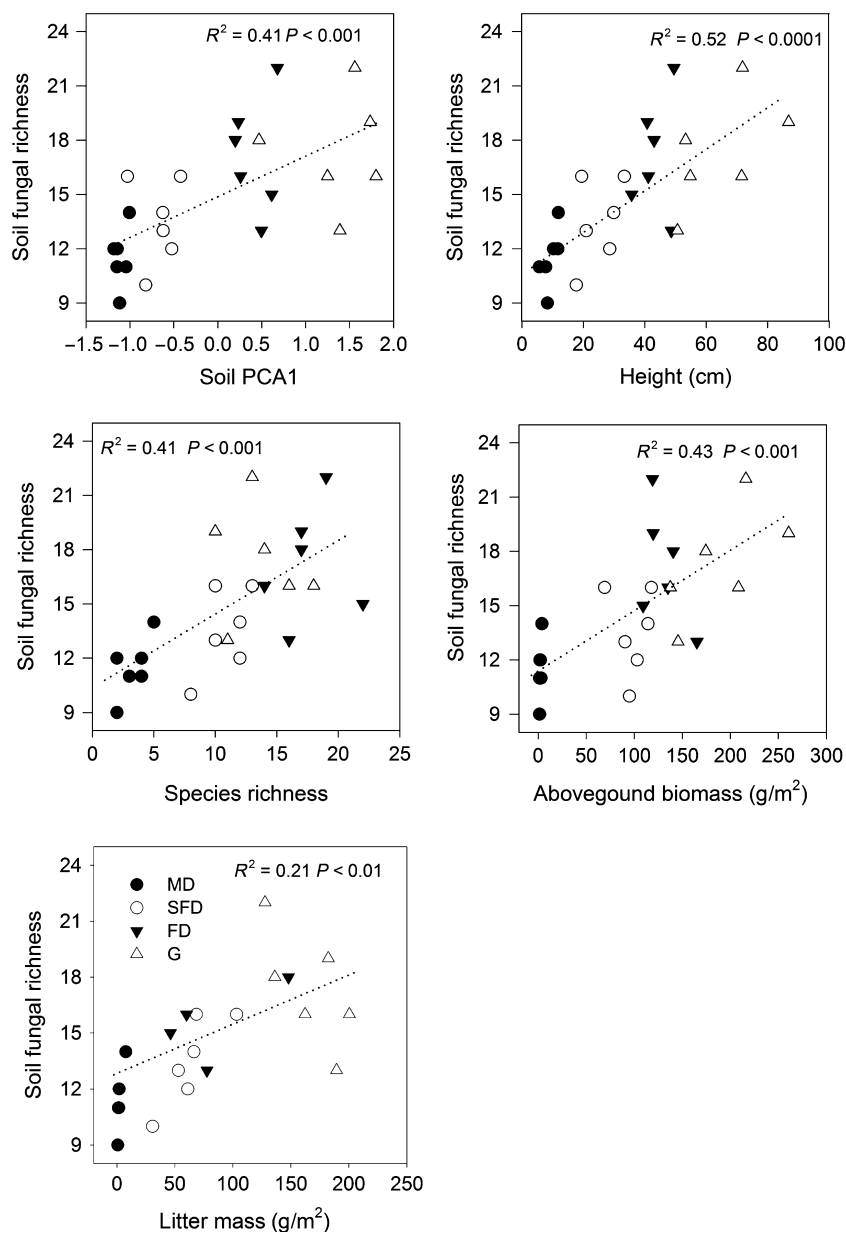 R² = 0.41 P < 0.001
24
21
18
15
12
9
Soil fungal richness
−1.5 −1.0 −0.5 0.0 0.5 1.0 1.5 2.0
Soil PCA1
R² = 0.52 P < 0.0001
24
21
18
15
12
9
Soil fungal richness
0 20 40 60 80 100
Height (cm)
R² = 0.41 P < 0.001
24
21
18
15
12
9
Soil fungal richness
0 5 10 15 20 25
Species richness
R² = 0.43 P < 0.001
24
21
18
15
12
9
Soil fungal richness
0 50 100 150 200 250 300
Abovegound biomass (g/m²)
R² = 0.21 P < 0.01
MD
SFD
FD
G
24
21
18
15
12
9
Soil fungal richness
0 50 100 150 200 250
Litter mass (g/m²)